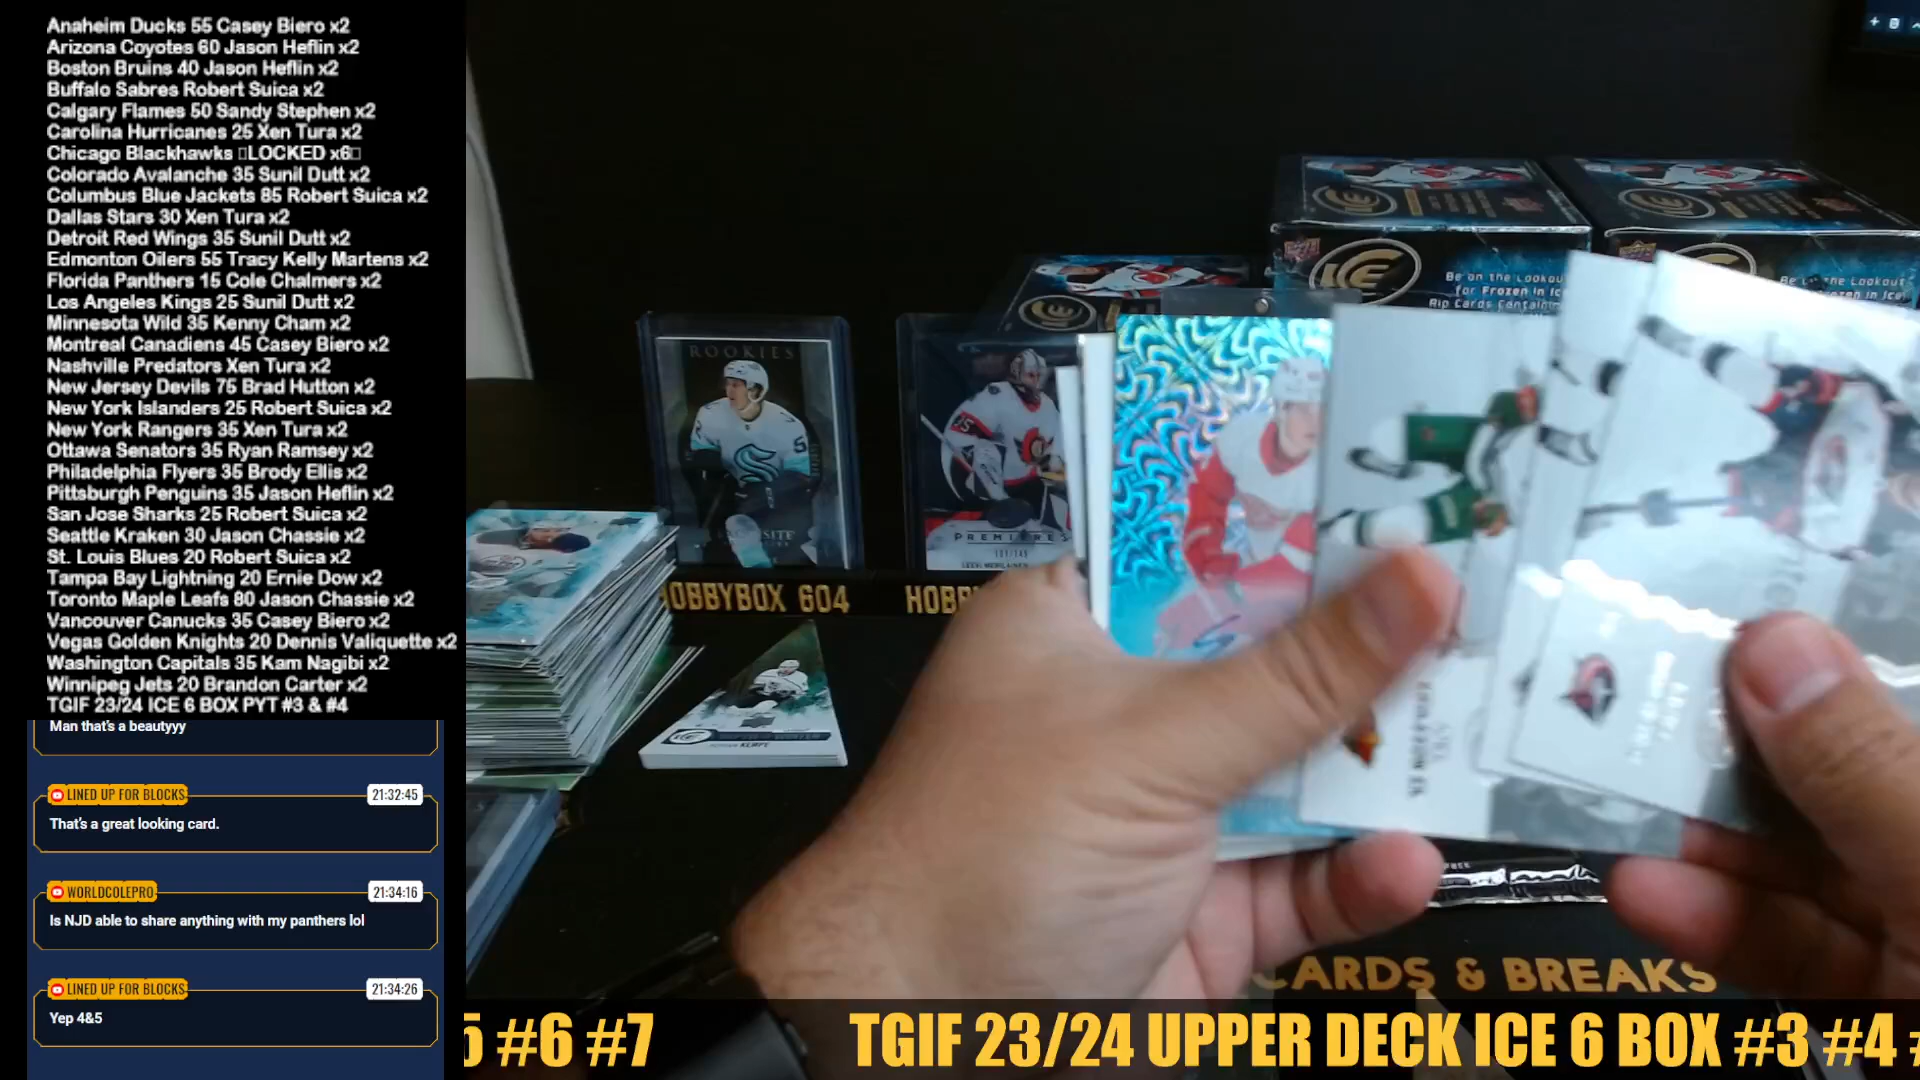 Anaheim Ducks 55 Casey Biero x2
Arizona Coyotes 60 Jason Heflin x2
Boston Bruins 40 Jason Heflin x2
Buffalo Sabres Robert Suica x2
Calgary Flames 50 Sandy Stephen x2
Carolina Hurricanes 25 Xen Tura x2
Chicago Blackhawks ▯LOCKED x6▯
Colorado Avalanche 35 Sunil Dutt x2
Columbus Blue Jackets 85 Robert Suica x2
Dallas Stars 30 Xen Tura x2
Detroit Red Wings 35 Sunil Dutt x2
Edmonton Oilers 55 Tracy Kelly Martens x2
Florida Panthers 15 Cole Chalmers x2
Los Angeles Kings 25 Sunil Dutt x2
Minnesota Wild 35 Kenny Cham x2
Montreal Canadiens 45 Casey Biero x2
Nashville Predators Xen Tura x2
New Jersey Devils 75 Brad Hutton x2
New York Islanders 25 Robert Suica x2
New York Rangers 35 Xen Tura x2
Ottawa Senators 35 Ryan Ramsey x2
Philadelphia Flyers 35 Brody Ellis x2
Pittsburgh Penguins 35 Jason Heflin x2
San Jose Sharks 25 Robert Suica x2
Seattle Kraken 30 Jason Chassie x2
St. Louis Blues 20 Robert Suica x2
Tampa Bay Lightning 20 Ernie Dow x2
Toronto Maple Leafs 80 Jason Chassie x2
Vancouver Canucks 35 Casey Biero x2
Vegas Golden Knights 20 Dennis Valiquette x2
Washington Capitals 35 Kam Nagibi x2
Winnipeg Jets 20 Brandon Carter x2
TGIF 23/24 ICE 6 BOX PYT #3 & #4
Man that's a beautyyy
LINED UP FOR BLOCKS 21:32:45
That's a great looking card.
WORLDCOLEPRO 21:34:16
Is NJD able to share anything with my panthers lol
LINED UP FOR BLOCKS 21:34:26
Yep 4&5
ROOKIES
PREMIERES
HOBBYBOX 604
HOBB
KEMPE
ICE
Be on the Lookout
for Frozen in Ice
Rip Cards Containing
CARDS & BREAKS
5 #6 #7 TGIF 23/24 UPPER DECK ICE 6 BOX #3 #4